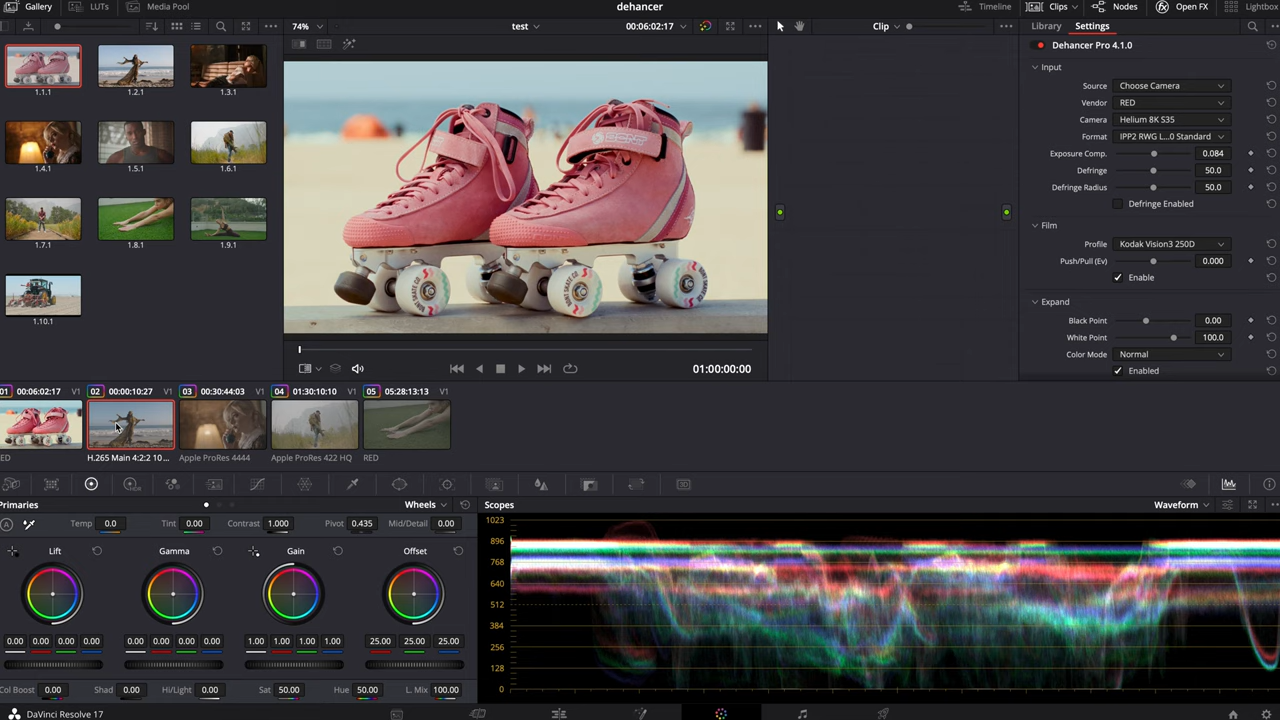 Gallery LUTs Media Pool dehancer Timeline Clips Nodes Open FX Lightbox
74% test 00:06:02:17 Clip Library Settings
Dehancer Pro 4.1.0
Input
Source Choose Camera
Vendor RED
Camera Helium 8K S35
Format IPP2 RWG L...0 Standard
Exposure Comp. 0.084
Defringe 50.0
Defringe Radius 50.0
Defringe Enabled
Film
Profile Kodak Vision3 250D
Push/Pull (Ev) 0.000
Enable
Expand
Black Point 0.00
White Point 100.0
Color Mode Normal
Enabled
1.1.1 1.2.1 1.3.1
1.4.1 1.5.1 1.6.1
1.7.1 1.8.1 1.9.1
1.10.1
01:00:00:00
01 00:06:02:17 V1 02 00:00:10:27 V1 03 00:30:44:03 V1 04 01:30:10:10 V1 05 05:28:13:13 V1
ED H.265 Main 4:2:2 10... Apple ProRes 4444 Apple ProRes 422 HQ RED
Primaries Wheels Scopes Waveform
A Temp 0.0 Tint 0.00 Contrast 1.000 Pivot 0.435 Mid/Detail 0.00
Lift Gamma Gain Offset
0.00 0.00 0.00 0.00 0.00 0.00 0.00 0.00 1.00 1.00 1.00 1.00 25.00 25.00 25.00
Col Boost 0.00 Shad 0.00 Hi/Light 0.00 Sat 50.00 Hue 50.00 L. Mix 100.00
1023
896
768
640
512
384
256
128
0
DaVinci Resolve 17